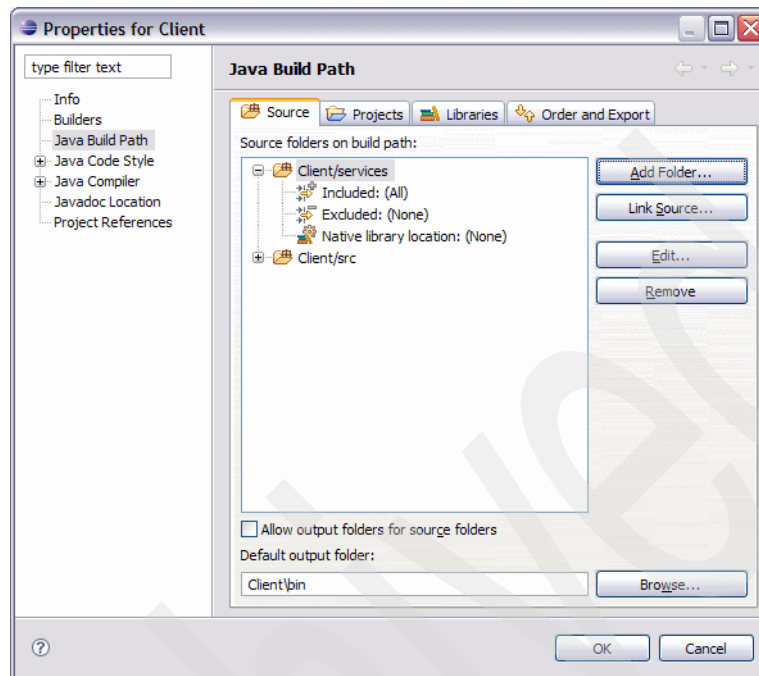 Properties for Client
type filter text
Info
Builders
Java Build Path
Java Code Style
Java Compiler
Javadoc Location
Project References
Java Build Path
Source
Projects
Libraries
Order and Export
Source folders on build path:
Client/services
Included: (All)
Excluded: (None)
Native library location: (None)
Client/src
Add Folder...
Link Source...
Edit...
Remove
Allow output folders for source folders
Default output folder:
Client\bin
Browse...
?
OK
Cancel